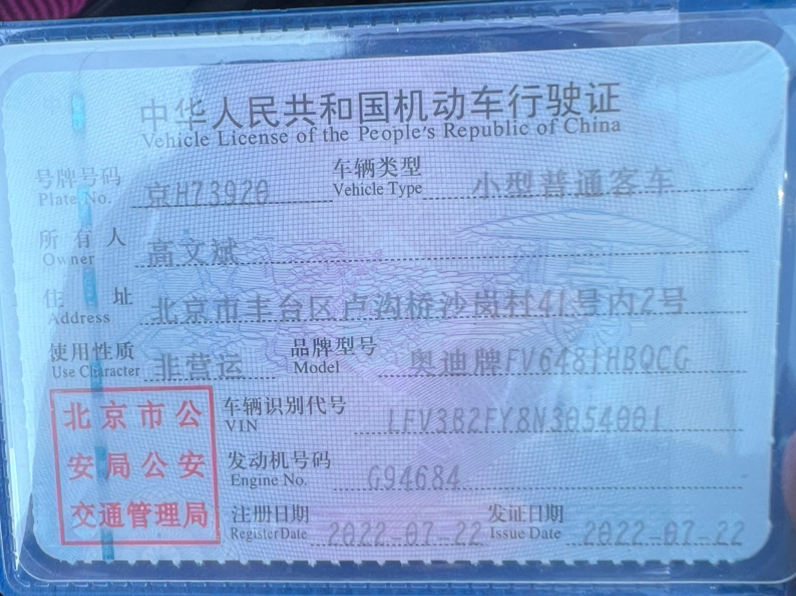 中华人民共和国机动车行驶证
Vehicle License of the People's Republic of China
号牌号码 京H73920 车辆类型 小型普通客车
Plate No. Vehicle Type
所有人 高文斌
Owner
住址 北京市丰台区卢沟桥沙岗村41号内2号
Address
使用性质 非营运 品牌型号 奥迪牌FV6481HBQCG
Use Character Model
北京市公
安局公安
交通管理局
车辆识别代号 LFV3B2FY8N3054001
VIN
发动机号码 G94684
Engine No.
注册日期 2022-07-22 发证日期 2022-07-22
Register Date Issue Date